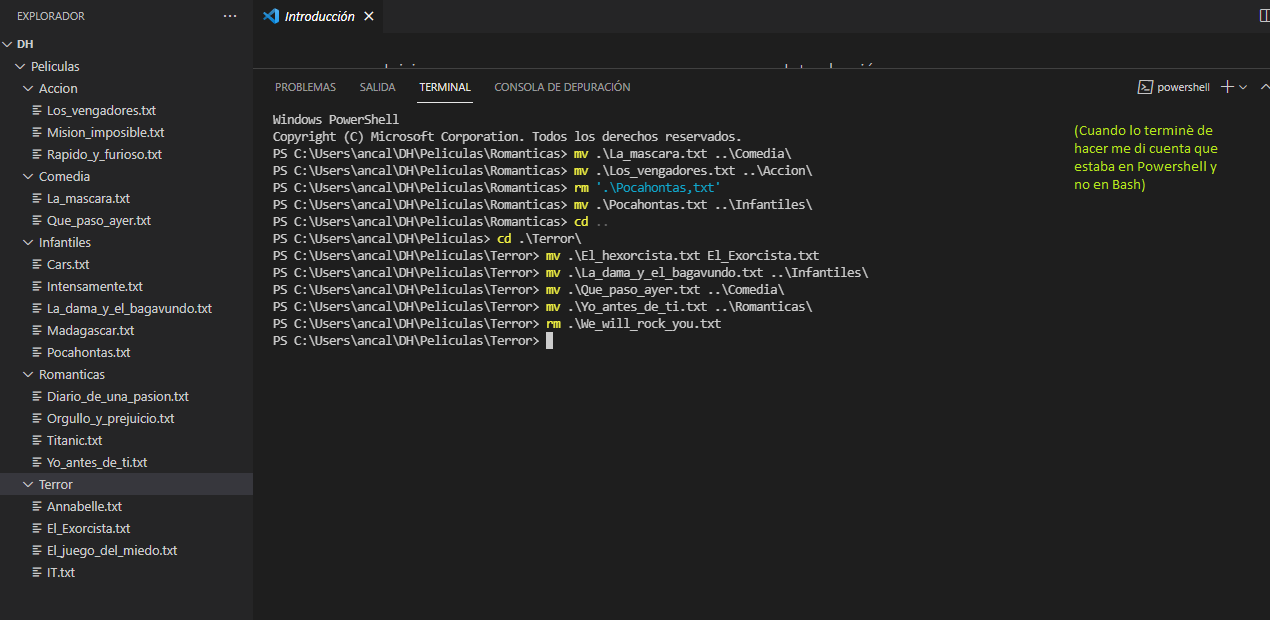 EXPLORADOR
DH
Peliculas
Accion
Los_vengadores.txt
Mision_imposible.txt
Rapido_y_furioso.txt
Comedia
La_mascara.txt
Que_paso_ayer.txt
Infantiles
Cars.txt
Intensamente.txt
La_dama_y_el_bagavundo.txt
Madagascar.txt
Pocahontas.txt
Romanticas
Diario_de_una_pasion.txt
Orgullo_y_prejuicio.txt
Titanic.txt
Yo_antes_de_ti.txt
Terror
Annabelle.txt
El_Exorcista.txt
El_juego_del_miedo.txt
IT.txt
Introducción
PROBLEMAS SALIDA TERMINAL CONSOLA DE DEPURACIÓN
powershell
Windows PowerShell
Copyright (C) Microsoft Corporation. Todos los derechos reservados.
PS C:\Users\ancal\DH\Peliculas\Romanticas> mv .\La_mascara.txt ..\Comedia\
PS C:\Users\ancal\DH\Peliculas\Romanticas> mv .\Los_vengadores.txt ..\Accion\
PS C:\Users\ancal\DH\Peliculas\Romanticas> rm '.\Pocahontas,txt'
PS C:\Users\ancal\DH\Peliculas\Romanticas> mv .\Pocahontas.txt ..\Infantiles\
PS C:\Users\ancal\DH\Peliculas\Romanticas> cd ..
PS C:\Users\ancal\DH\Peliculas> cd .\Terror\
PS C:\Users\ancal\DH\Peliculas\Terror> mv .\El_hexorcista.txt El_Exorcista.txt
PS C:\Users\ancal\DH\Peliculas\Terror> mv .\La_dama_y_el_bagavundo.txt ..\Infantiles\
PS C:\Users\ancal\DH\Peliculas\Terror> mv .\Que_paso_ayer.txt ..\Comedia\
PS C:\Users\ancal\DH\Peliculas\Terror> mv .\Yo_antes_de_ti.txt ..\Romanticas\
PS C:\Users\ancal\DH\Peliculas\Terror> rm .\We_will_rock_you.txt
PS C:\Users\ancal\DH\Peliculas\Terror>
(Cuando lo terminè de
hacer me di cuenta que
estaba en Powershell y
no en Bash)